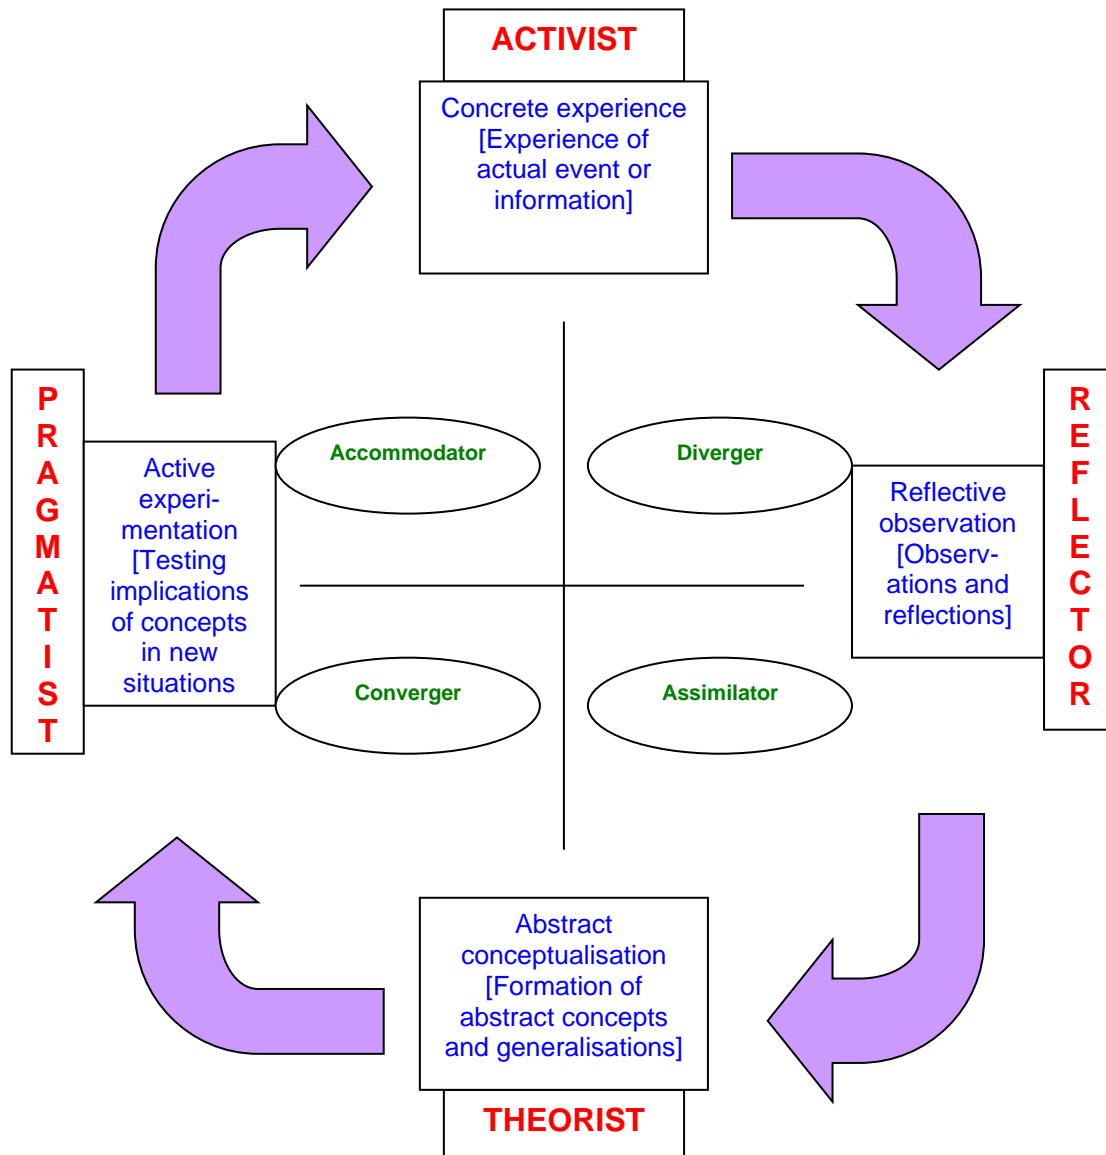 ACTIVIST
Concrete experience
[Experience of
actual event or
information]
PRAGMATIST
Active
experi-
mentation
[Testing
implications
of concepts
in new
situations
Accommodator
Diverger
Reflective
observation
[Observ-
ations and
reflections]
REFLECTOR
Converger
Assimilator
Abstract
conceptualisation
[Formation of
abstract concepts
and generalisations]
THEORIST